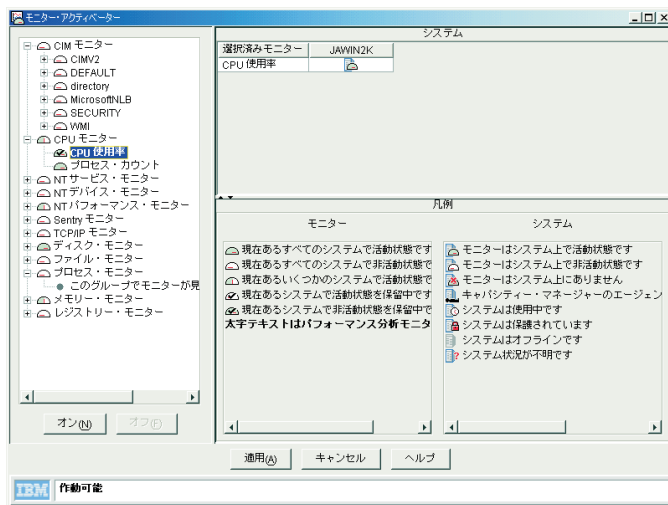 モニター・アクティベーター
CIM モニター
CIMV2
DEFAULT
directory
MicrosoftNLB
SECURITY
WMI
CPU モニター
CPU 使用率
プロセス・カウント
NT サービス・モニター
NT デバイス・モニター
NT パフォーマンス・モニター
Sentry モニター
TCP/IP モニター
ディスク・モニター
ファイル・モニター
プロセス・モニター
このグループでモニターが見
メモリー・モニター
レジストリー・モニター
オン(N)
オフ(F)
システム
選択済みモニター JAWIN2K
CPU 使用率
凡例
モニター
現在あるすべてのシステムで活動状態です
現在あるすべてのシステムで非活動状態で
現在あるいくつかのシステムで活動状態で
現在あるシステムで活動状態を保留中です
現在あるシステムで非活動状態を保留中で
太字テキストはパフォーマンス分析モニタ
システム
モニターはシステム上で活動状態です
モニターはシステム上で非活動状態です
モニターはシステム上にありません
キャパシティー・マネージャーのエージェン
システムは使用中です
システムは保護されています
システムはオフラインです
システム状況が不明です
適用(A)
キャンセル
ヘルプ
IBM
作動可能